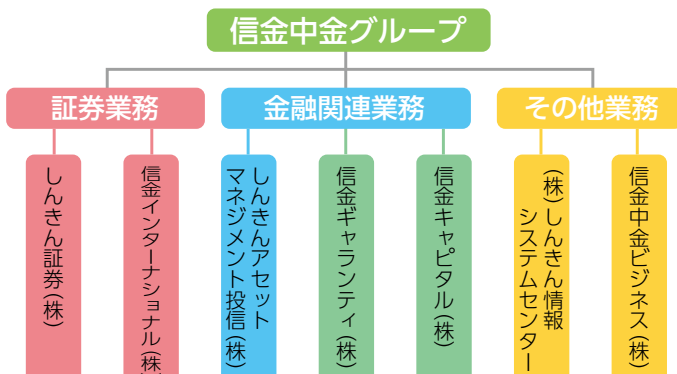 信金中金グループ
証券業務
金融関連業務
その他業務
しんきん証券(株)
信金インターナショナル(株)
しんきんアセット
マネジメント投信(株)
信金ギャランティ(株)
信金キャピタル(株)
(株)しんきん情報
システムセンター
信金中金ビジネス(株)